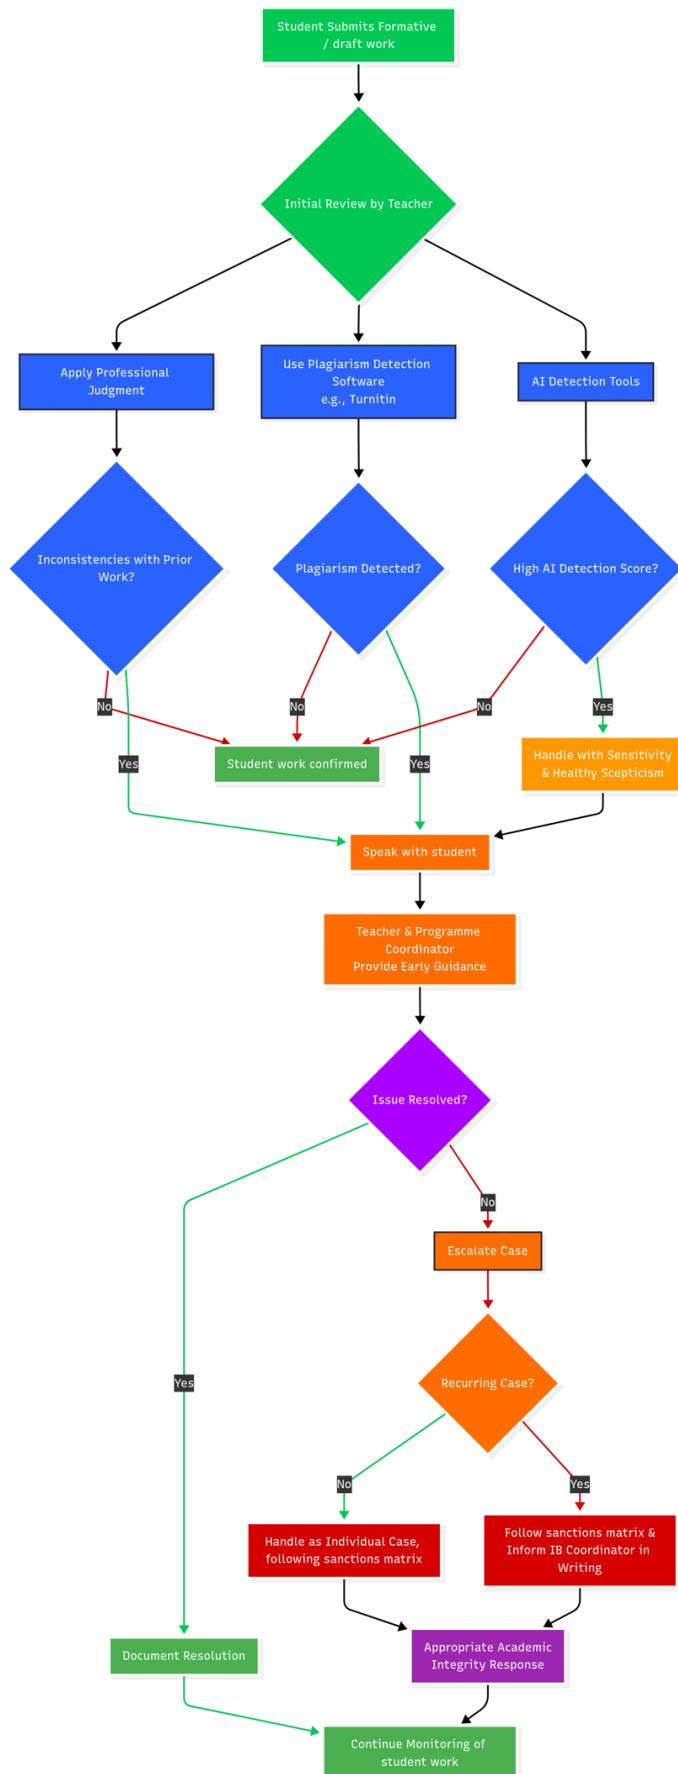 Student Submits Formative
/ draft work
Initial Review by Teacher
Apply Professional
Judgment
Use Plagiarism Detection
Software
e.g., Turnitin
AI Detection Tools
Inconsistencies with Prior
Work?
Plagiarism Detected?
High AI Detection Score?
No
No
No
Yes
Yes
Yes
Student work confirmed
Handle with Sensitivity
& Healthy Scepticism
Speak with student
Teacher & Programme
Coordinator
Provide Early Guidance
Issue Resolved?
No
Escalate Case
Yes
Recurring Case?
No
Yes
Handle as Individual Case,
following sanctions matrix
Follow sanctions matrix &
Inform IB Coordinator in
Writing
Document Resolution
Appropriate Academic
Integrity Response
Continue Monitoring of
student work